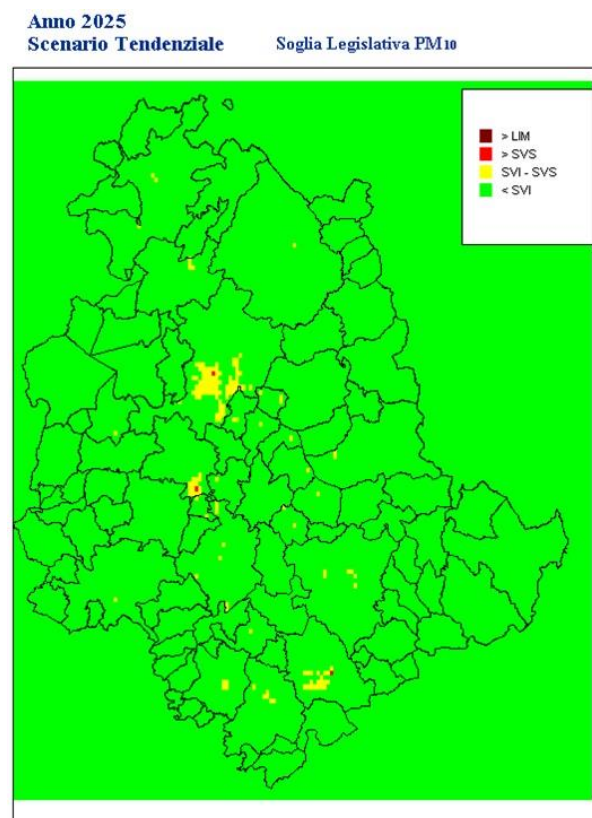 Anno 2025
Scenario Tendenziale Soglia Legislativa PM10
> LIM
> SVS
SVI - SVS
< SVI